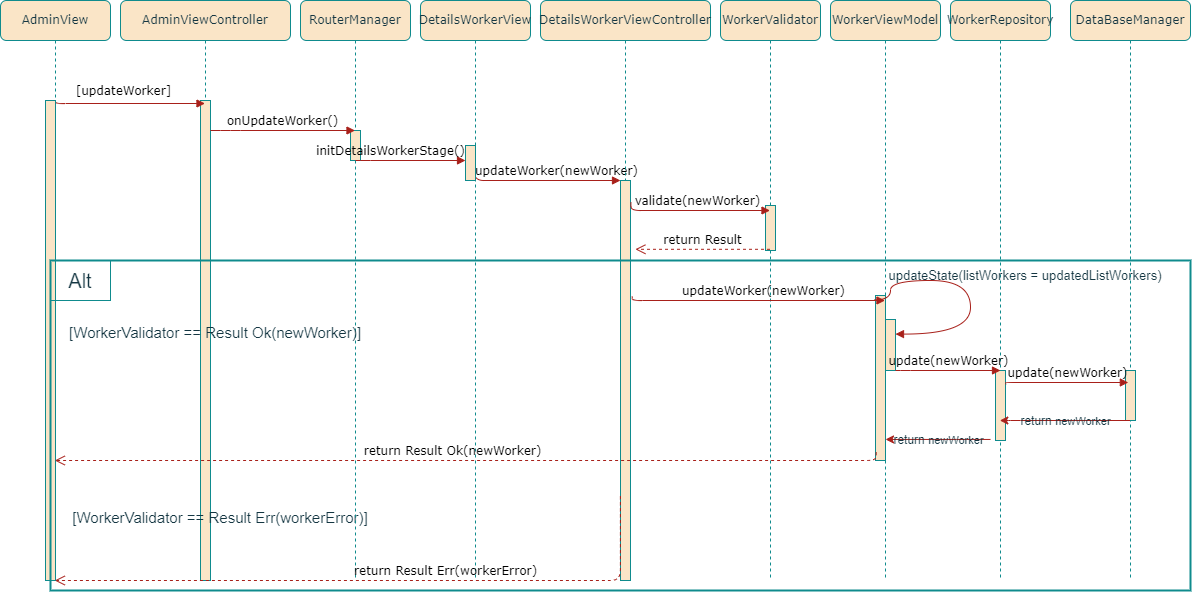 AdminView
AdminViewController
RouterManager
DetailsWorkerView
DetailsWorkerViewController
WorkerValidator
WorkerViewModel
WorkerRepository
DataBaseManager
[updateWorker]
onUpdateWorker()
initDetailsWorkerStage()
updateWorker(newWorker)
validate(newWorker)
return Result
Alt
updateState(listWorkers = updatedListWorkers)
updateWorker(newWorker)
[WorkerValidator == Result Ok(newWorker)]
update(newWorker)
update(newWorker)
return newWorker
return newWorker
return Result Ok(newWorker)
[WorkerValidator == Result Err(workerError)]
return Result Err(workerError)